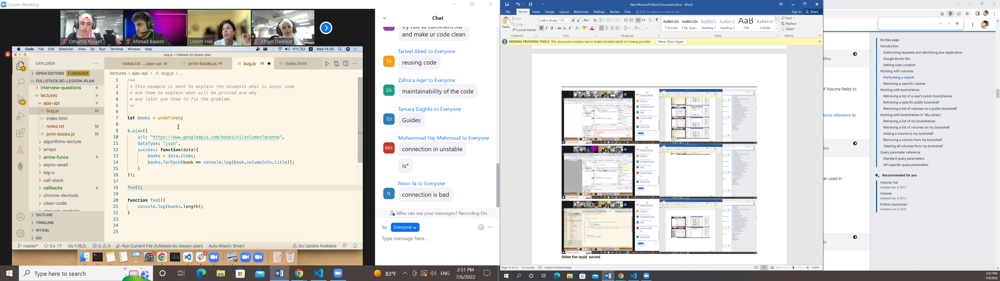 Zoom Meeting
Omama Yousef
Ahmad Basem
Lotem Hiki
Afnan Dweikat
Code File Edit Selection View Go Run Terminal Window Help
97% Wed 14:29
bug.js — fullstack-bc-lesson-plan
EXPLORER
notes.txt .../ajax-api M
JS print-books.js M
JS bug.js M
<> index.html
OPEN EDITORS 1 UNSAVED
FULLSTACK-BC-LESSON-PLAN
interview-questions
lectures
ajax-api
JS bug.js M
<> index.html
notes.txt M
JS print-books.js M
algorithms-lecture
arrays
arrow-funcs
async-await
big-o
call-stack
callbacks
chrome-devtools
clean-code
closures-modules
OUTLINE
TIMELINE
MYSQL
GO
1
47
lectures > ajax-api > JS bug.js > ...
1 /**
2 * this example is ment to explain the students what is async code
3 * ask them to explain what will be printed and why
4 * and later ask them to fix the problem.
5 */
6
7 let books = undefined;
8
9 $.ajax({
10 url: "https://www.googleapis.com/books/v1/volumes?q=anna",
11 dataType: "json",
12 success: function(data){
13 books = data.items;
14 books.forEach(book => console.log(book.volumeInfo.title));
15 }
16 });
17
18 foo();
19
20 function foo(){
21 console.log(books.length);
22 }
23
24
25
master* 0↓ 1↑ Go 1.16 0 0 Run Current File (fullstack-bc-lesson-plan) Auto Attach: Smart Go Update Available
Type here to search
83°F ENG
2:31 PM
7/6/2022
Chat
try not to comment XD
and make ur code clean
Tarteel Abed to Everyone
TA
reusing code
Zahra'a Aqel to Everyone
ZA
maintainability of the code
Tamara Daghlis to Everyone
TD
Guides
Mohammad Haj-Mahmoud to Everyone
MH
connection in unstable
is*
Noor-fa to Everyone
N
connection is bad
Who can see your messages? Recording On
To: Everyone
Type message here...
New Microsoft Word Document.docx - Word
File Home Insert Design Layout References Mailings Review View Tell me what you want to do...
Sign in Share
Paste
Cut
Copy
Format Painter
Clipboard
Calibri (Body) 10
B I U abc
Font
Paragraph
AaBbCcDc
¶ Normal
AaBbCcDc
¶ No Spac...
AaBbCc
Heading 1
AaBbCcE
Heading 2
AaB
Title
AaBbCcD
Subtitle
Styles
Find
Replace
Select
Editing
MISSING PROOFING TOOLS This document contains text in Arabic (Jordan) which isn't being proofed. Never Show Again
Solve foo insid succes
Page 13 of 13 112 words English (United States)
120%
On this page
Introduction
Authorizing requests and identifying your application
Google Books IDs
Setting User Location
Working with volumes
Performing a search
Retrieving a specific volume
Working with bookshelves
Retrieving a list of a user's public bookshelves
Retrieving a specific public bookshelf
Retrieving a list of volumes on a public bookshelf
Working with bookshelves in "My Library"
Retrieving a list of my bookshelves
Retrieving a list of volumes on my bookshelf
Adding a volume to my bookshelf
Removing a volume from my bookshelf
Clearing all volumes from my bookshelf
Query parameter reference
Standard query parameters
API-specific query parameters
Recommended for you
Volume: list
Updated Apr 4, 2012
Volume
Updated Apr 4, 2012
Python Quickstart
Updated Jun 9, 2022
of Volume fields to
lume reference to
ter used in
2:31 PM
7/6/2022